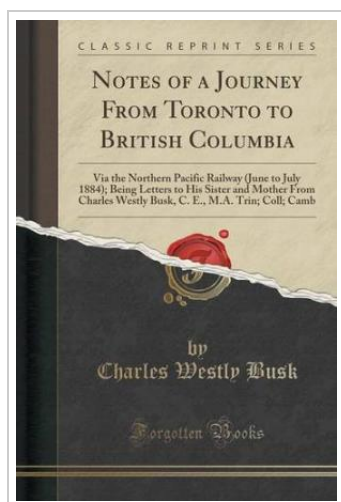 CLASSIC REPRINT SERIES
NOTES OF A JOURNEY
FROM TORONTO TO
BRITISH COLUMBIA
Via the Northern Pacific Railway (June to July
1884); Being Letters to His Sister and Mother From
Charles Westly Busk, C. E., M.A. Trin; Coll; Camb
by
Charles Westly Busk
Forgotten Books